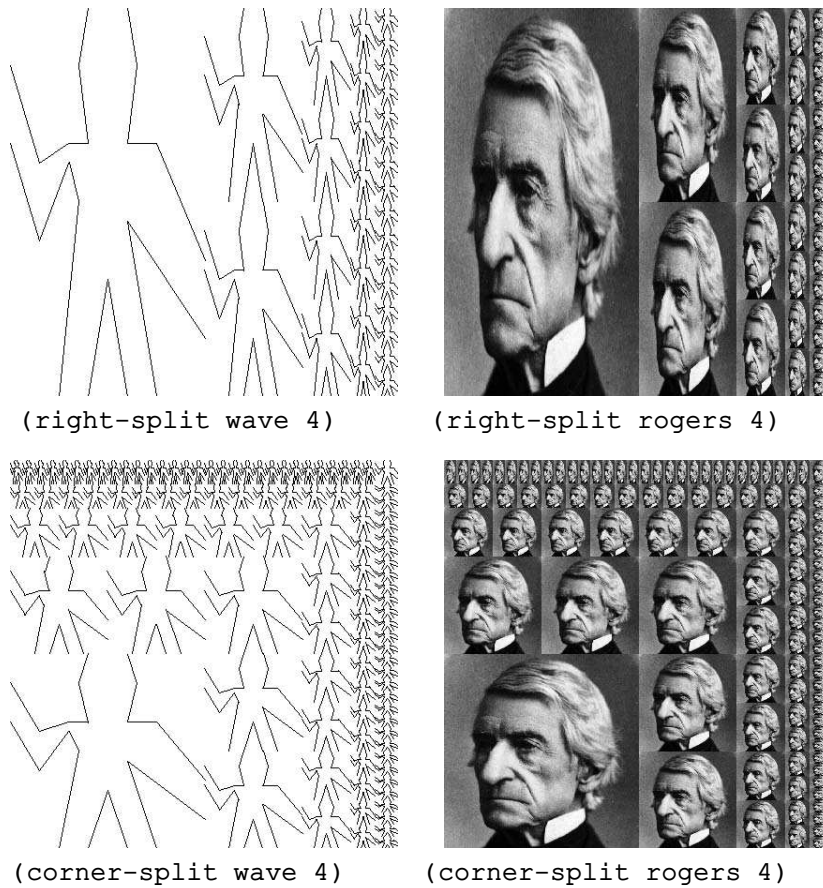 (right-split wave 4) (right-split rogers 4)
(corner-split wave 4) (corner-split rogers 4)